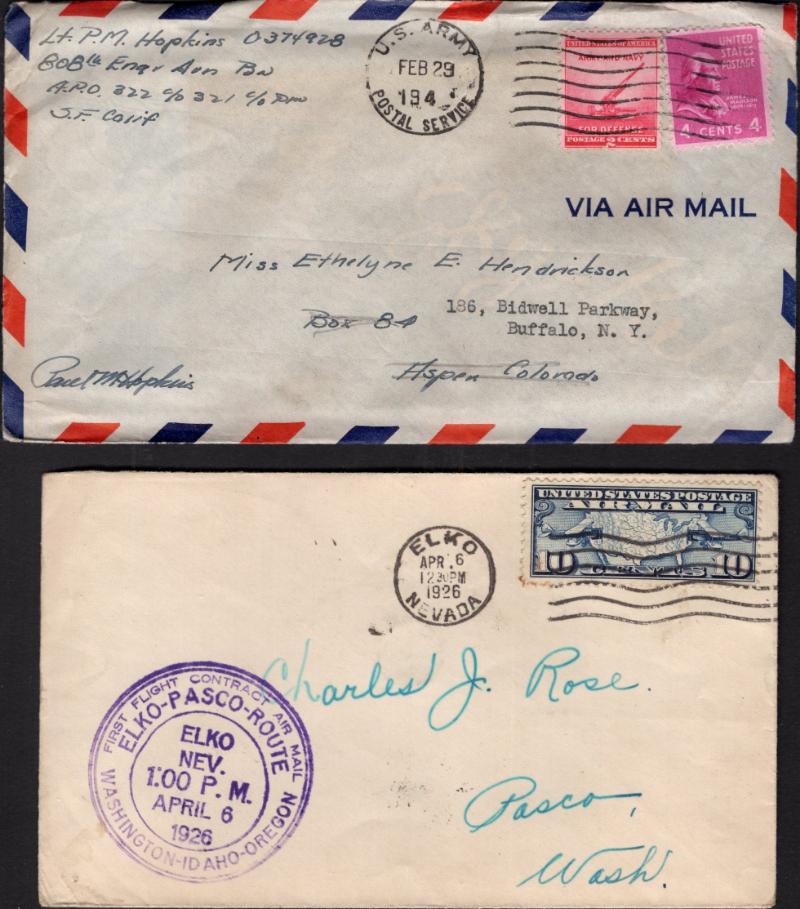 Lt. P.M. Hopkins O-374928
808th Engr Avn Bn
A.P.O. 322 c/o 321 c/o Pm
S.F. Calif
U.S. ARMY
FEB 29
194
POSTAL SERVICE
UNITED STATES OF AMERICA
ARMY AND NAVY
FOR DEFENSE
POSTAGE 2 CENTS
UNITED
STATES
POSTAGE
JAMES
MADISON
4 CENTS 4
VIA AIR MAIL
Miss Ethelyne E. Hendrickson
Box 84
186, Bidwell Parkway,
Buffalo, N. Y.
Aspen Colorado
Paul M Hopkins
UNITED STATES POSTAGE
AIR MAIL
10 CENTS 10
ELKO
APR 6
12 30 PM
1926
NEVADA
Charles J. Rose.
Pasco,
Wash.
FIRST FLIGHT CONTRACT AIR MAIL
ELKO-PASCO-ROUTE
ELKO
NEV.
1:00 P. M.
APRIL 6
1926
WASHINGTON-IDAHO-OREGON